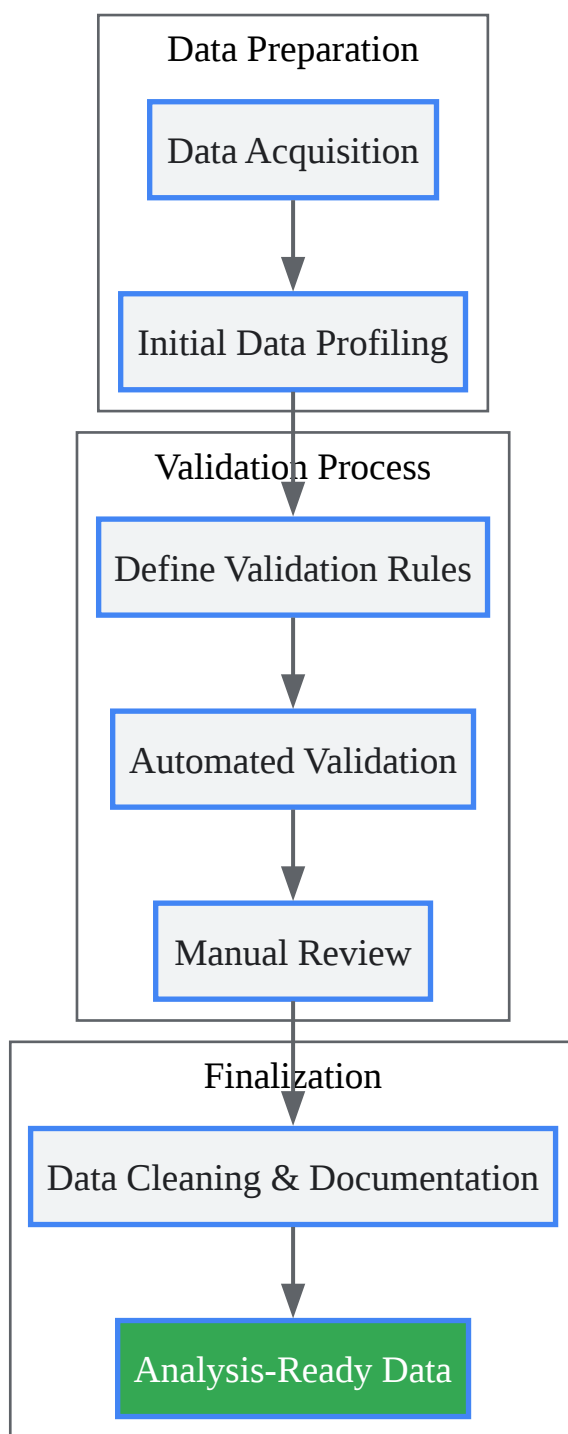 Data Preparation
Data Acquisition
Initial Data Profiling
Validation Process
Define Validation Rules
Automated Validation
Manual Review
Finalization
Data Cleaning & Documentation
Analysis-Ready Data